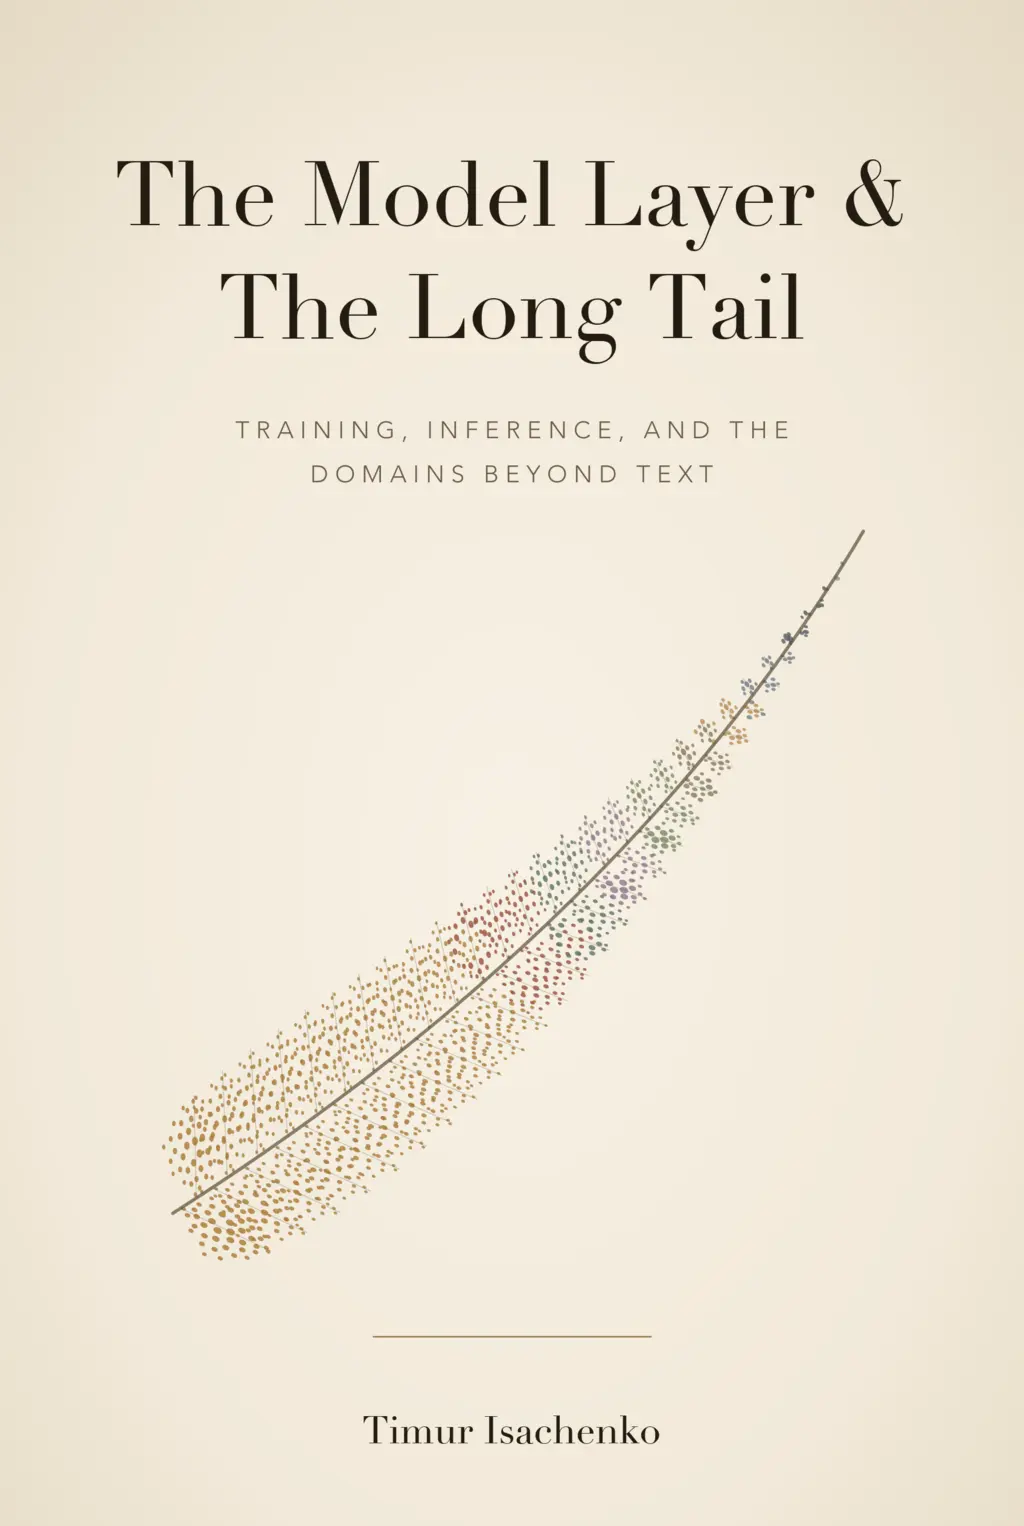 The Model Layer &
The Long Tail
TRAINING, INFERENCE, AND THE
DOMAINS BEYOND TEXT
Timur Isachenko